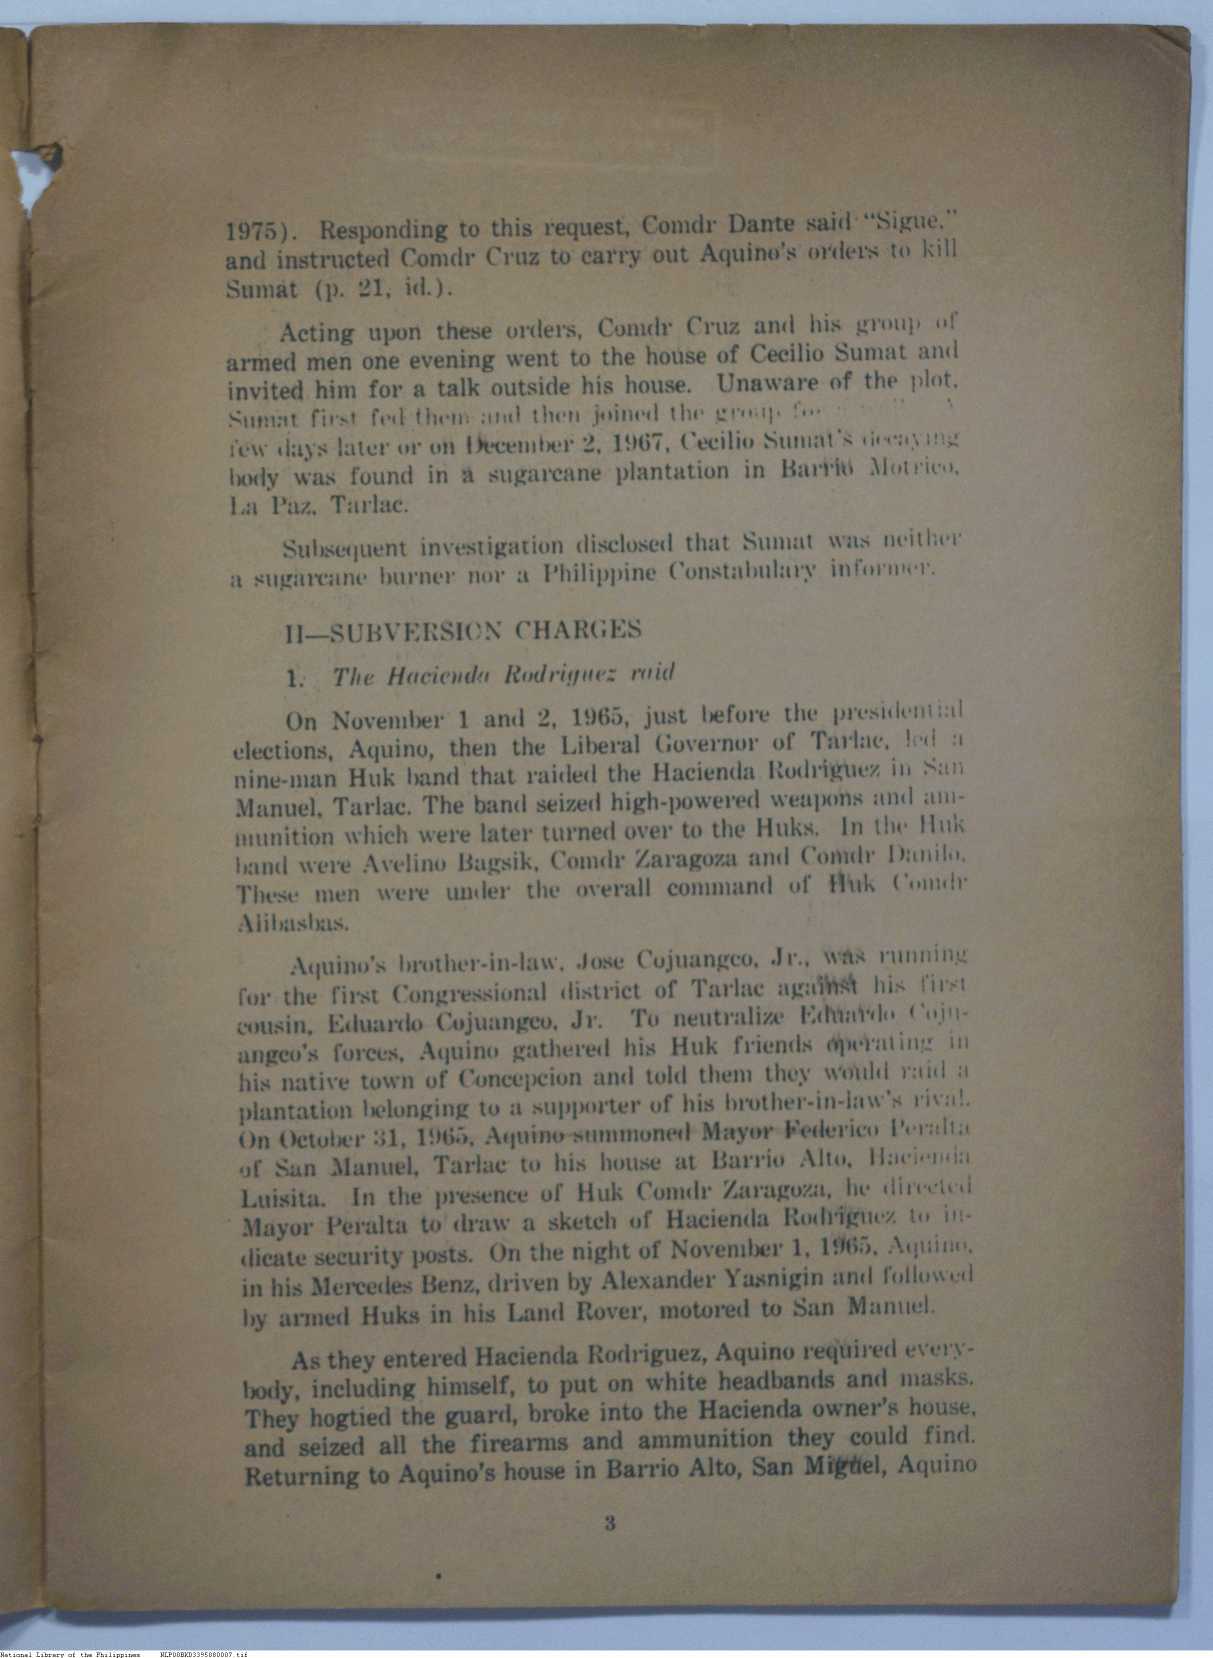 1975). Responding to this request, Comdr Dante said "Sigue,"
and instructed Comdr Cruz to carry out Aquino's orders to kill
Sumat (p. 21, id.).
Acting upon these orders, Comdr Cruz and his group of
armed men one evening went to the house of Cecilio Sumat and
invited him for a talk outside his house. Unaware of the plot,
Sumat first fed them and then joined the group for
few days later or on December 2, 1967, Cecilio Sumat's decaying
body was found in a sugarcane plantation in Barrio Motrico,
La Paz, Tarlac.
Subsequent investigation disclosed that Sumat was neither
a sugarcane burner nor a Philippine Constabulary informer.
II—SUBVERSION CHARGES
1. The Hacienda Rodriguez raid
On November 1 and 2, 1965, just before the presidential
elections, Aquino, then the Liberal Governor of Tarlac, led a
nine-man Huk band that raided the Hacienda Rodriguez in San
Manuel, Tarlac. The band seized high-powered weapons and am-
munition which were later turned over to the Huks. In the Huk
band were Avelino Bagsik, Comdr Zaragoza and Comdr Danilo.
These men were under the overall command of Huk Comdr
Alibasbas.
Aquino's brother-in-law, Jose Cojuangco, Jr., was running
for the first Congressional district of Tarlac against his first
cousin, Eduardo Cojuangco, Jr. To neutralize Eduardo Coju-
angco's forces, Aquino gathered his Huk friends operating in
his native town of Concepcion and told them they would raid a
plantation belonging to a supporter of his brother-in-law's rival.
On October 31, 1965, Aquino summoned Mayor Federico Peralta
of San Manuel, Tarlac to his house at Barrio Alto, Hacienda
Luisita. In the presence of Huk Comdr Zaragoza, he directed
Mayor Peralta to draw a sketch of Hacienda Rodriguez to in-
dicate security posts. On the night of November 1, 1965, Aquino,
in his Mercedes Benz, driven by Alexander Yasnigin and followed
by armed Huks in his Land Rover, motored to San Manuel.
As they entered Hacienda Rodriguez, Aquino required every-
body, including himself, to put on white headbands and masks.
They hogtied the guard, broke into the Hacienda owner's house,
and seized all the firearms and ammunition they could find.
Returning to Aquino's house in Barrio Alto, San Miguel, Aquino
3
National Library of the Philippines NLP00BKD3395880007.tif